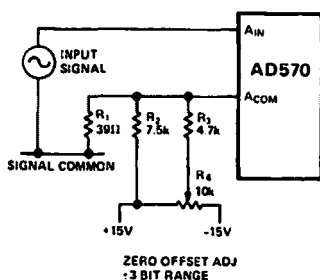 INPUT
SIGNAL
AIN
AD570
ACOM
R1
39Ω
R2
7.5k
R3
4.7k
R4
10k
SIGNAL COMMON
+15V
-15V
ZERO OFFSET ADJ
±3 BIT RANGE